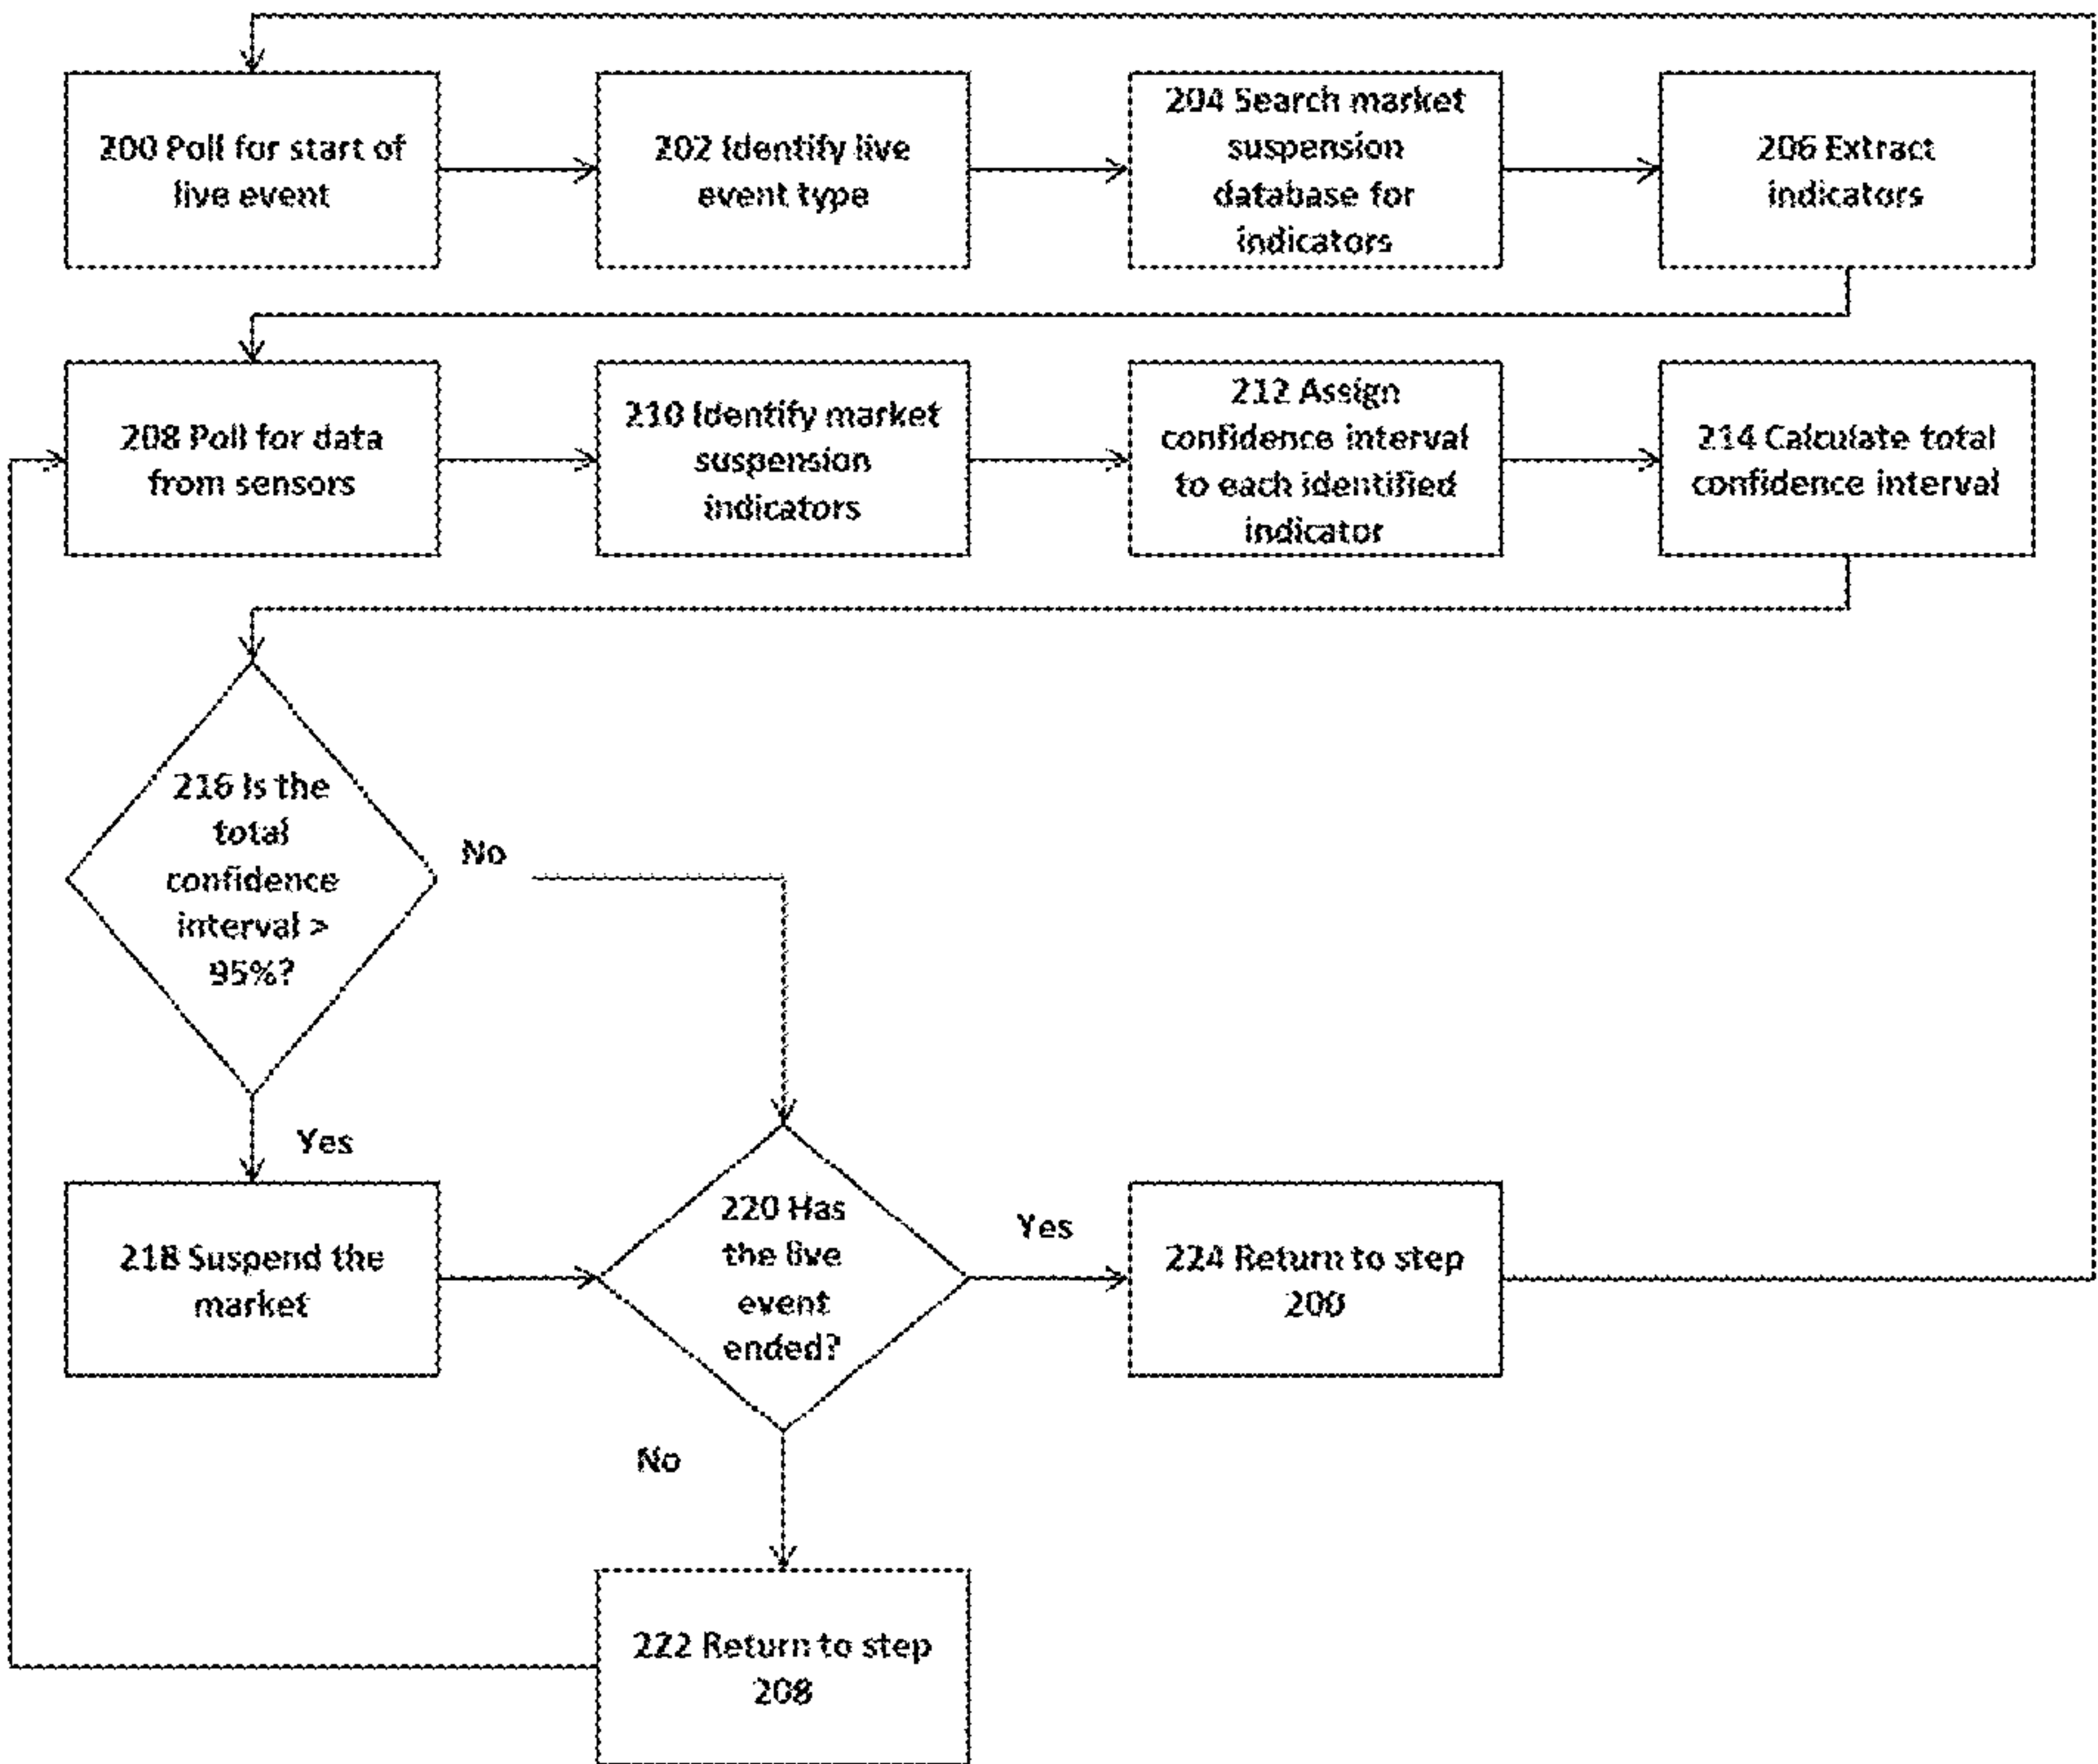 200 Poll for start of
live event
202 Identify live
event type
204 Search market
suspension
database for
indicators
206 Extract
indicators
208 Poll for data
from sensors
210 Identify market
suspension
indicators
212 Assign
confidence interval
to each identified
indicator
214 Calculate total
confidence interval
216 Is the
total
confidence
interval >
95%?
No
Yes
218 Suspend the
market
220 Has
the live
event
ended?
Yes
224 Return to step
200
No
222 Return to step
208